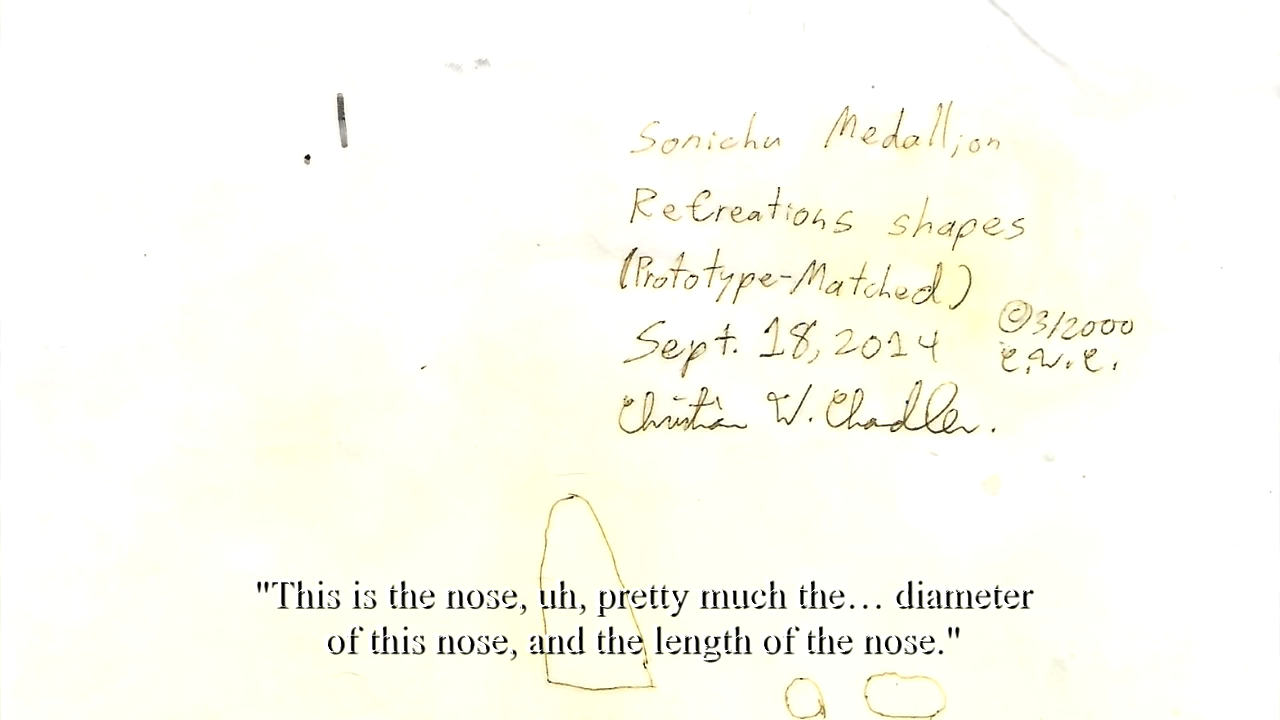 Sonichu Medallion
ReCreations shapes
(Prototype-Matched)
Sept. 18, 2014
©3/2000
C.W.C.
Christian W. Chandler.
"This is the nose, uh, pretty much the… diameter
of this nose, and the length of the nose."